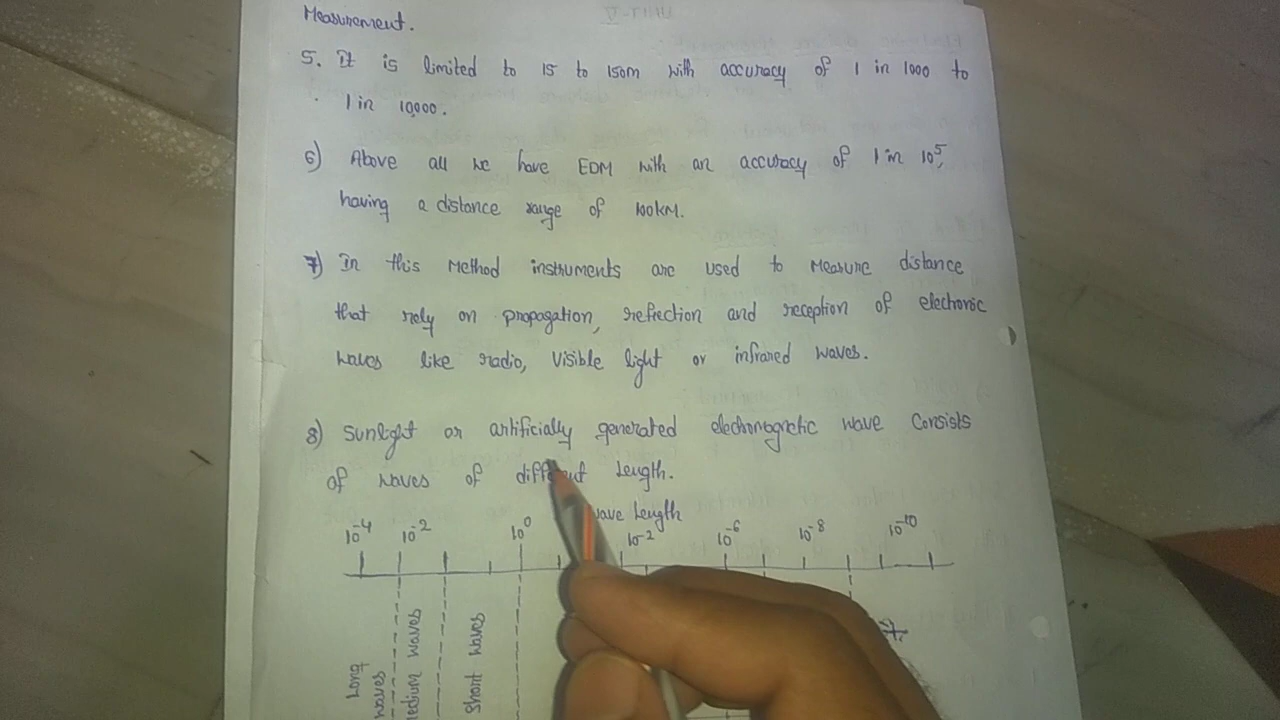 Measurement.
5. It is limited to 15 to 150m with accuracy of 1 in 1000 to
1 in 10,000.
6) Above all we have EDM with an accuracy of 1 in 10⁵,
having a distance range of 100KM.
7) In this Method instruments are used to Measure distance
that rely on propagation, reflection and reception of electronic
waves like radio, Visible light or infrared waves.
8) Sunlight or artificially generated electromagnetic wave Consists
of waves of different Length.
wave Length
10⁻⁴ 10⁻² 10⁰ 10⁻² 10⁻⁶ 10⁻⁸ 10⁻¹⁰
Long waves
medium waves
Short waves